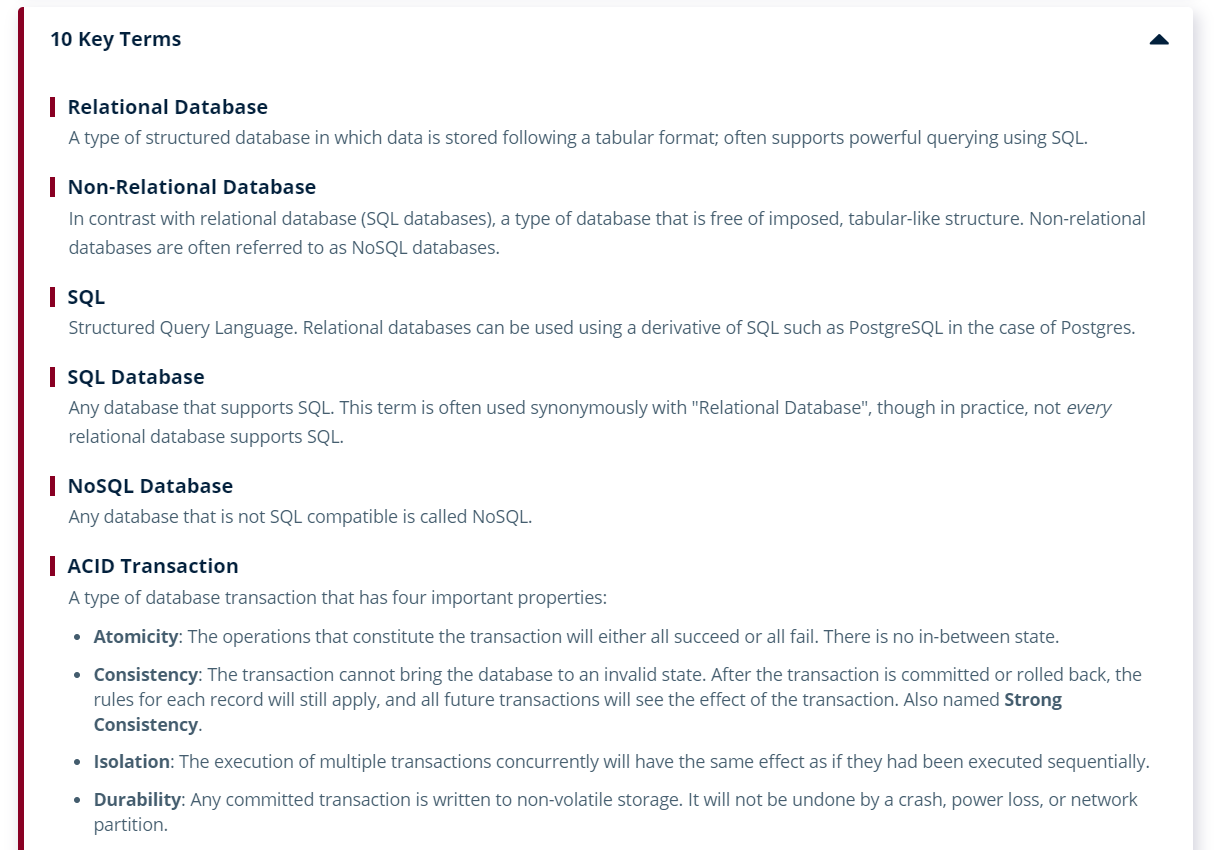 10 Key Terms
Relational Database
A type of structured database in which data is stored following a tabular format; often supports powerful querying using SQL.
Non-Relational Database
In contrast with relational database (SQL databases), a type of database that is free of imposed, tabular-like structure. Non-relational
databases are often referred to as NoSQL databases.
SQL
Structured Query Language. Relational databases can be used using a derivative of SQL such as PostgreSQL in the case of Postgres.
SQL Database
Any database that supports SQL. This term is often used synonymously with "Relational Database", though in practice, not every
relational database supports SQL.
NoSQL Database
Any database that is not SQL compatible is called NoSQL.
ACID Transaction
A type of database transaction that has four important properties:
• Atomicity: The operations that constitute the transaction will either all succeed or all fail. There is no in-between state.
• Consistency: The transaction cannot bring the database to an invalid state. After the transaction is committed or rolled back, the
rules for each record will still apply, and all future transactions will see the effect of the transaction. Also named Strong
Consistency.
• Isolation: The execution of multiple transactions concurrently will have the same effect as if they had been executed sequentially.
• Durability: Any committed transaction is written to non-volatile storage. It will not be undone by a crash, power loss, or network
partition.